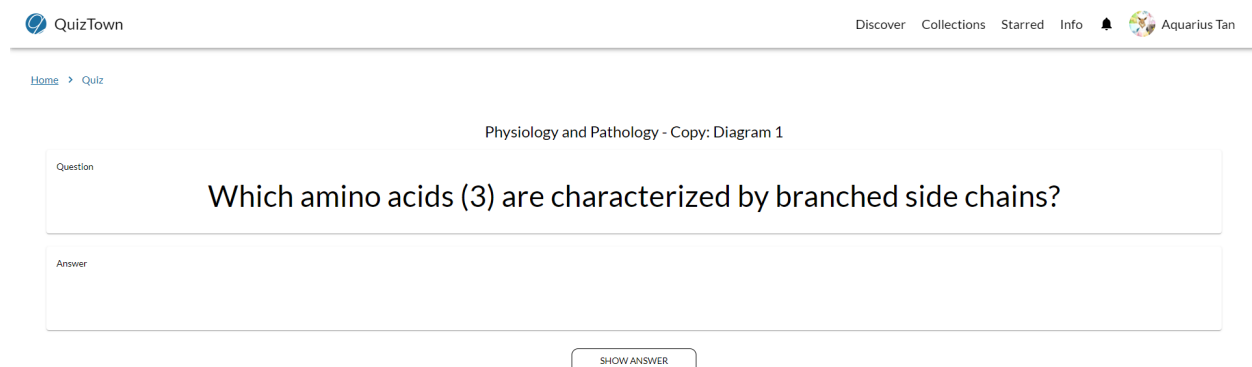 QuizTown
Discover Collections Starred Info Aquarius Tan
Home > Quiz
Physiology and Pathology - Copy: Diagram 1
Question
Which amino acids (3) are characterized by branched side chains?
Answer
SHOW ANSWER